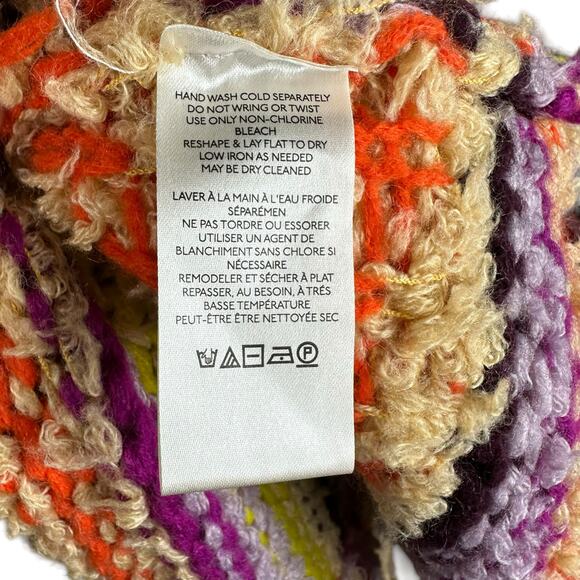 HAND WASH COLD SEPARATELY
DO NOT WRING OR TWIST
USE ONLY NON-CHLORINE
BLEACH
RESHAPE & LAY FLAT TO DRY
LOW IRON AS NEEDED
MAY BE DRY CLEANED
LAVER À LA MAIN À L'EAU FROIDE
SÉPARÉMEN
NE PAS TORDRE OU ESSORER
UTILISER UN AGENT DE
BLANCHIMENT SANS CHLORE SI
NÉCESSAIRE
REMODELER ET SÉCHER À PLAT
REPASSER, AU BESOIN, À TRÉS
BASSE TEMPÉRATURE
PEUT-ÊTRE ÊTRE NETTOYÉE SEC
P